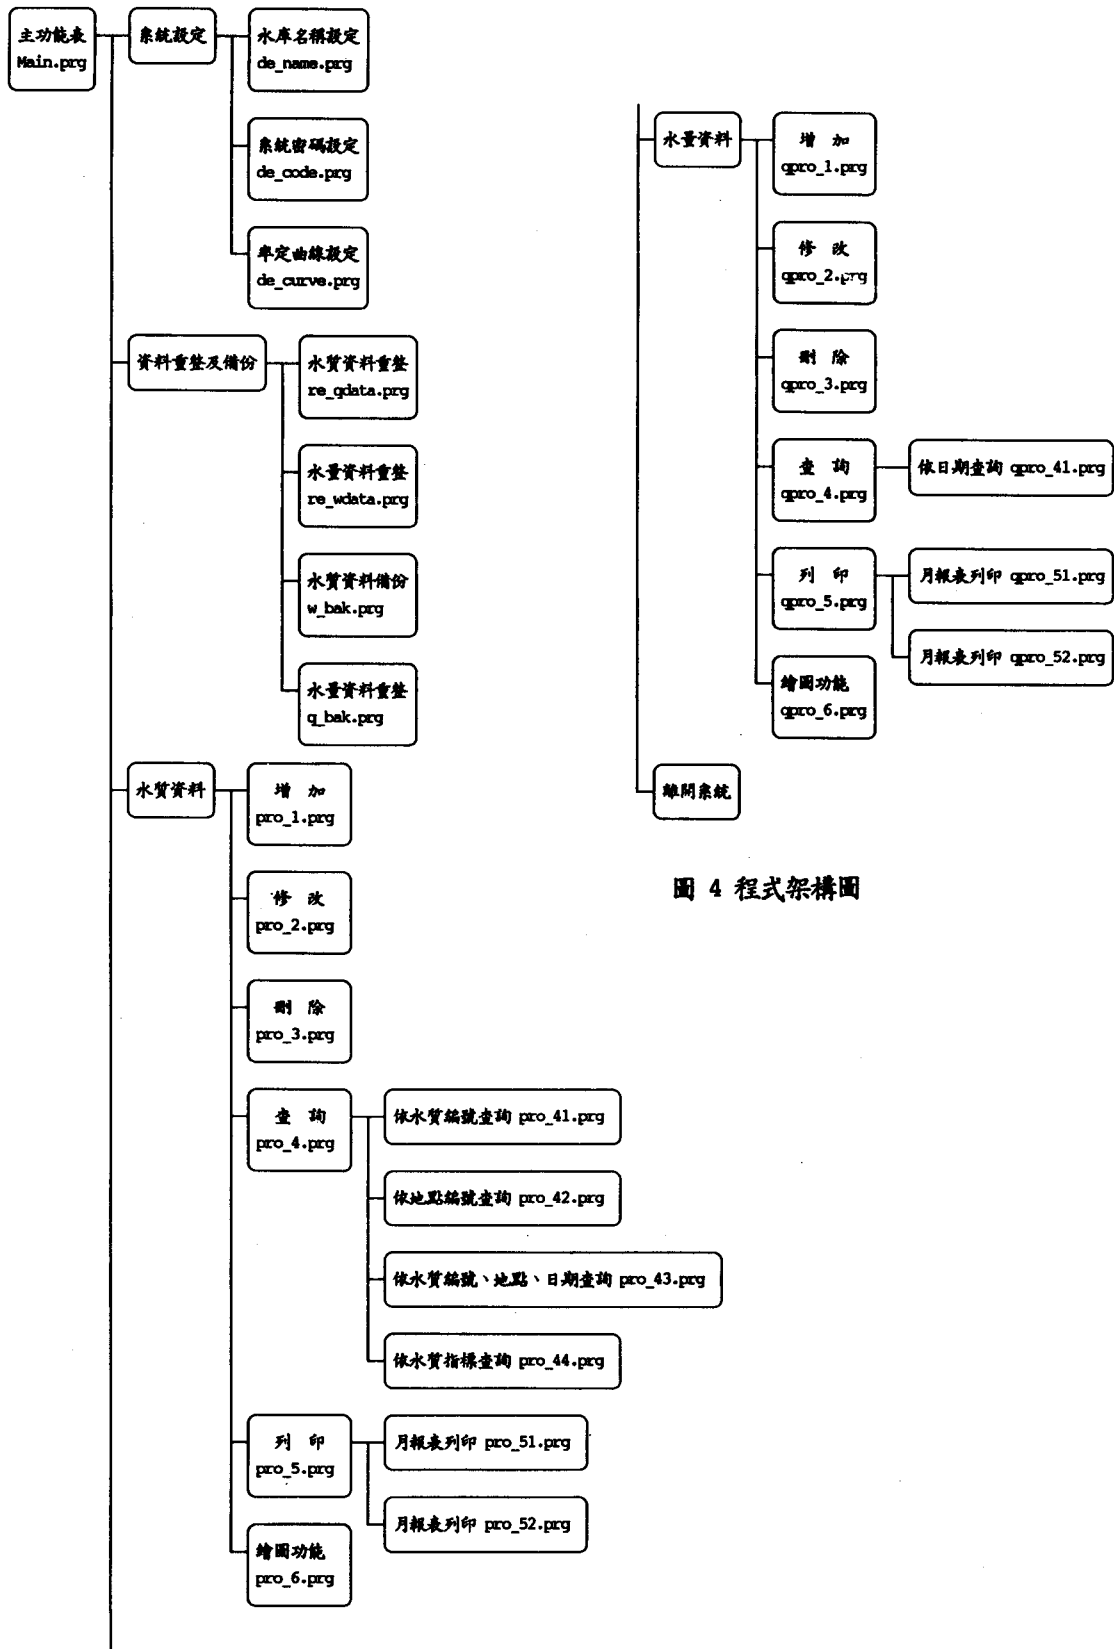 主功能表
Main.prg
系統設定
水庫名稱設定
de_name.prg
系統密碼設定
de_code.prg
率定曲線設定
de_curve.prg
資料重整及備份
水質資料重整
re_qdata.prg
水量資料重整
re_wdata.prg
水質資料備份
w_bak.prg
水量資料重整
q_bak.prg
水質資料
增 加
pro_1.prg
修 改
pro_2.prg
刪 除
pro_3.prg
查 詢
pro_4.prg
依水質編號查詢 pro_41.prg
依地點編號查詢 pro_42.prg
依水質編號、地點、日期查詢 pro_43.prg
依水質指標查詢 pro_44.prg
列 印
pro_5.prg
月報表列印 pro_51.prg
月報表列印 pro_52.prg
繪圖功能
pro_6.prg
水量資料
增 加
qpro_1.prg
修 改
qpro_2.prg
刪 除
qpro_3.prg
查 詢
qpro_4.prg
依日期查詢 qpro_41.prg
列 印
qpro_5.prg
月報表列印 qpro_51.prg
月報表列印 qpro_52.prg
繪圖功能
qpro_6.prg
離開系統
圖 4 程式架構圖